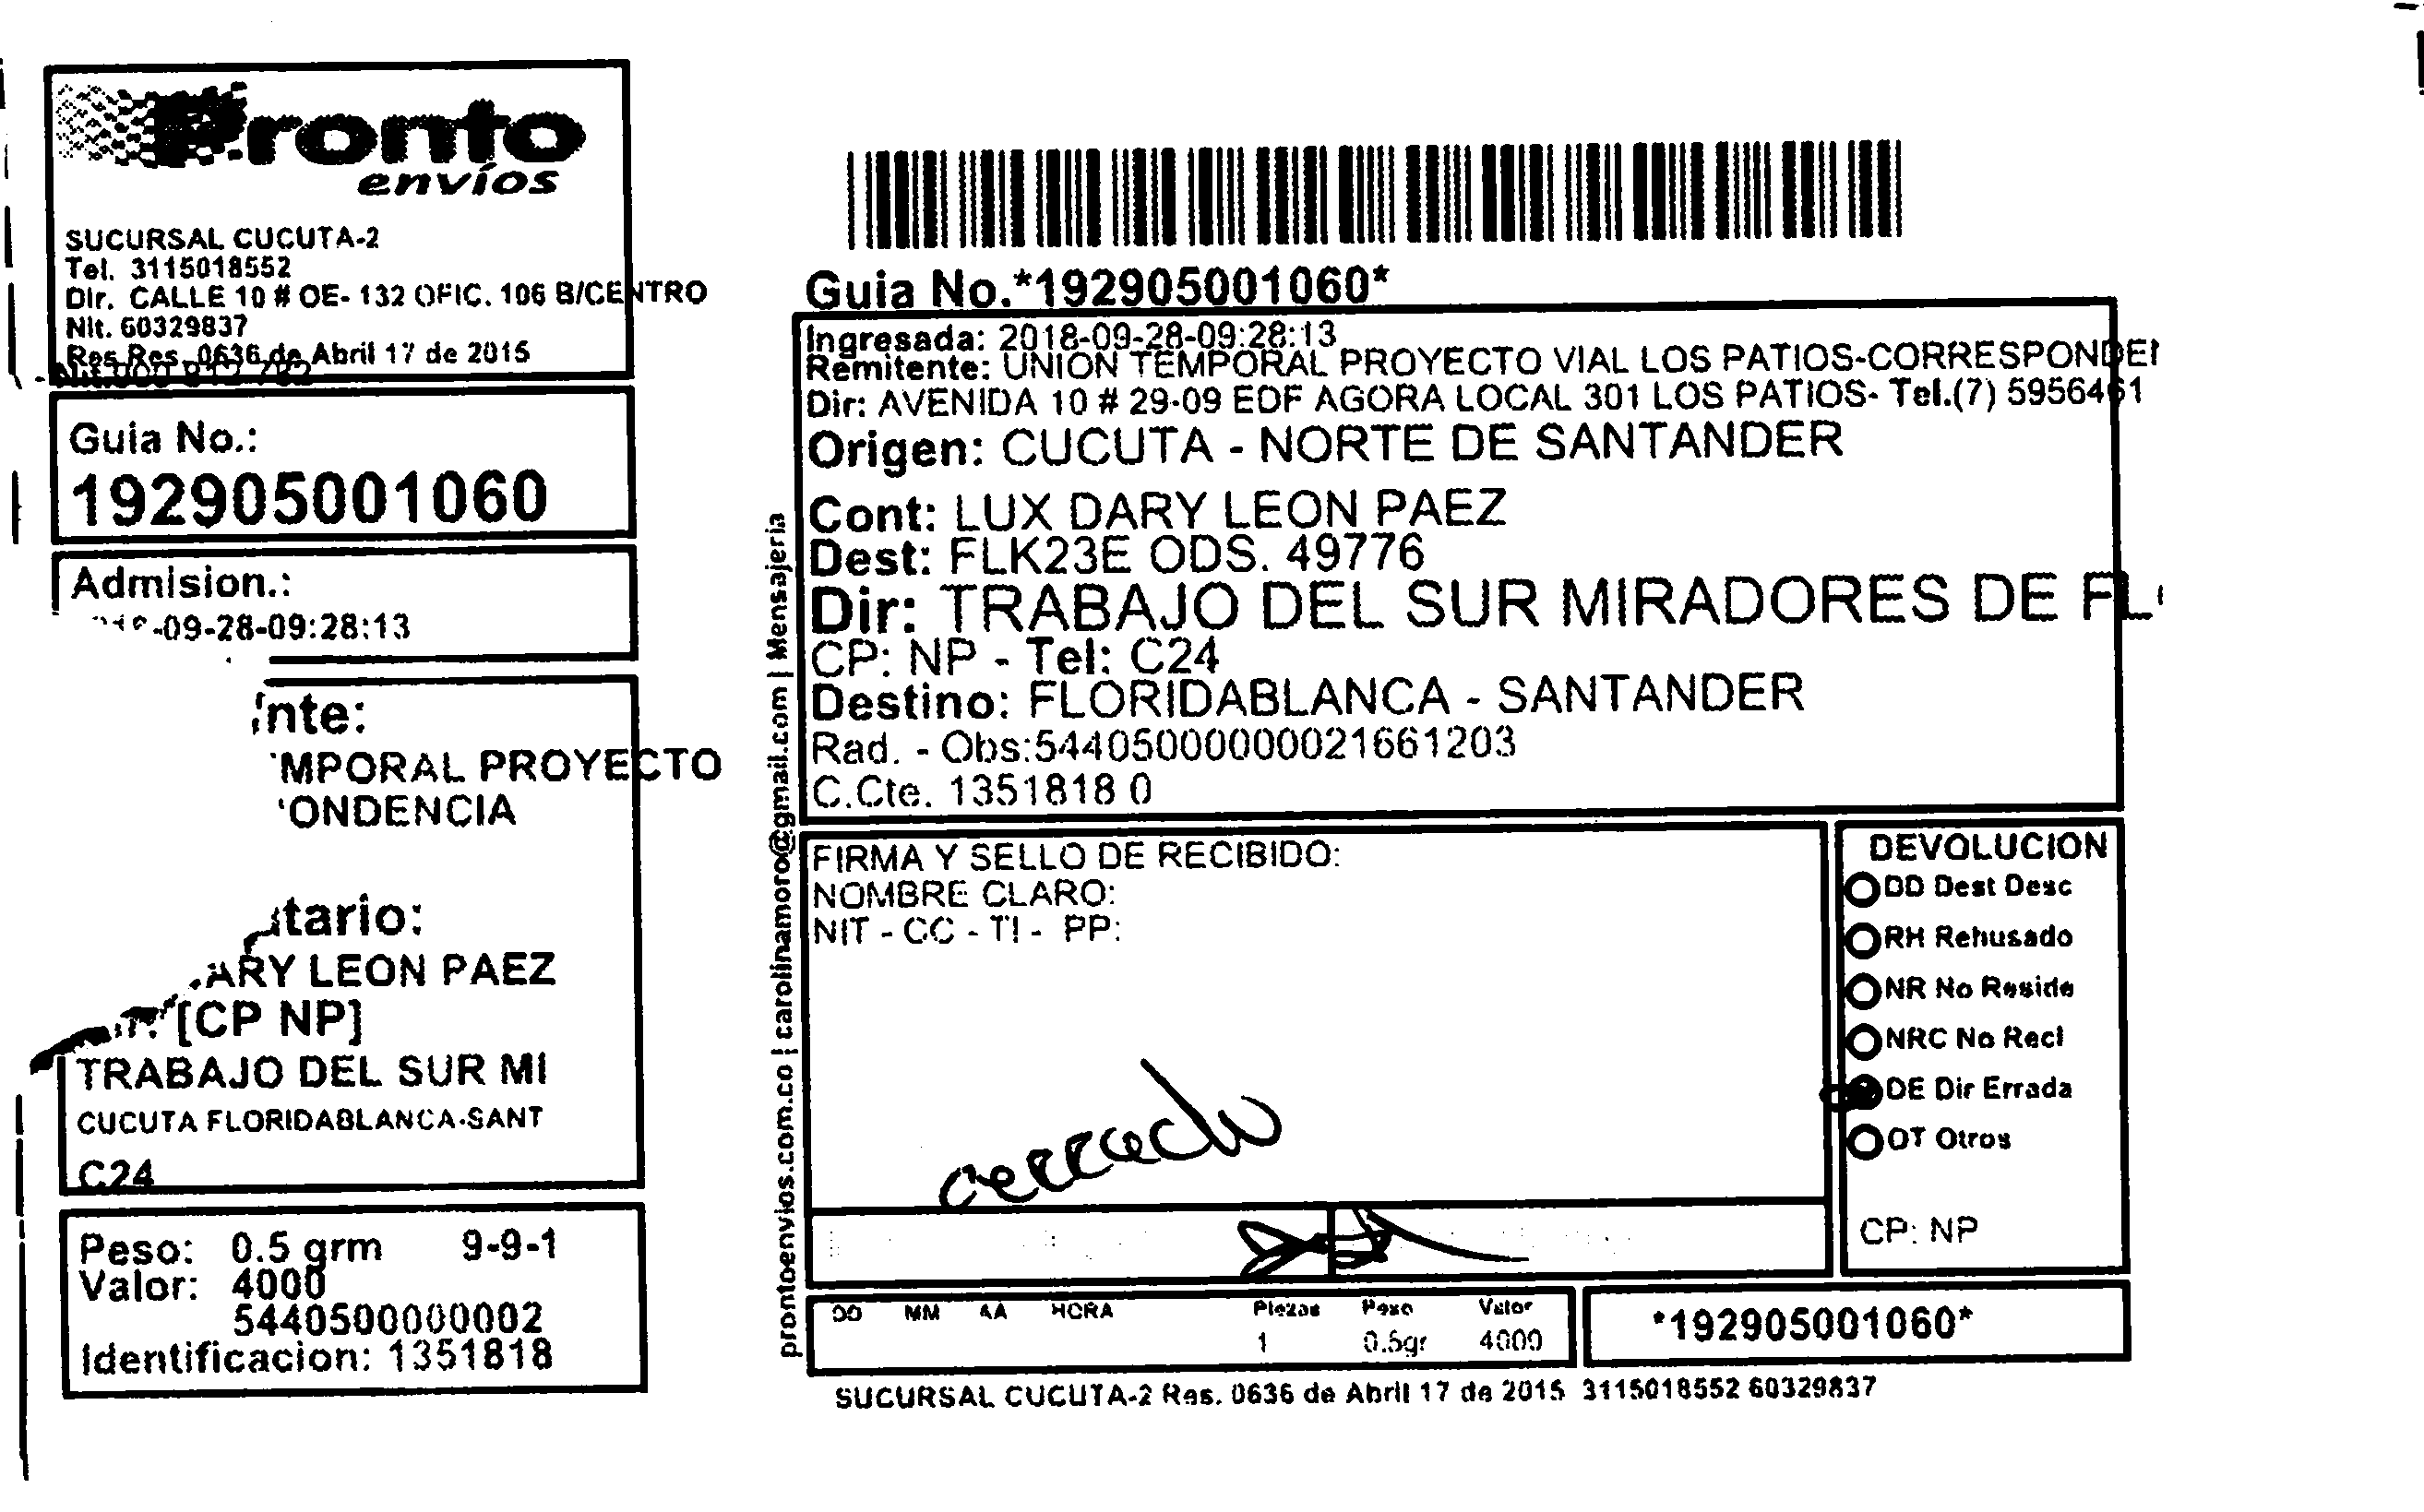 Pronto
envíos
SUCURSAL CUCUTA-2
Tel. 3115018552
Dir. CALLE 10 # OE- 132 OFIC. 106 B/CENTRO
Nit. 60329837
Res Res. 0636 de Abril 17 de 2015
Guia No.:
192905001060
Admision.:
-09-28-09:28:13
nte:
MPORAL PROYECTO
ONDENCIA
tario:
ARY LEON PAEZ
[CP NP]
TRABAJO DEL SUR MI
CUCUTA FLORIDABLANCA-SANT
C24
Peso: 0.5 grm 9-9-1
Valor: 4000
5440500000002
Identificacion: 1351818
Guia No.*192905001060*
Ingresada: 2018-09-28-09:28:13
Remitente: UNION TEMPORAL PROYECTO VIAL LOS PATIOS-CORRESPONDE
Dir: AVENIDA 10 # 29-09 EDF AGORA LOCAL 301 LOS PATIOS- Tel.(7) 5956461
Origen: CUCUTA - NORTE DE SANTANDER
Cont: LUX DARY LEON PAEZ
Dest: FLK23E ODS. 49776
Dir: TRABAJO DEL SUR MIRADORES DE FL
CP: NP - Tel: C24
Destino: FLORIDABLANCA - SANTANDER
Rad. - Obs:544050000000021661203
C.Cte. 1351818 0
prontoenvios.com.co | carolinamoro@gmail.com | Mensajeria
FIRMA Y SELLO DE RECIBIDO:
NOMBRE CLARO:
NIT - CC - TI - PP:
cerrado
DEVOLUCION
DD Dest Desc
RH Rehusado
NR No Reside
NRC No Recl
DE Dir Errada
OT Otros
CP: NP
DD MM AA HORA Piezas Peso Valor
1 0.5gr 4000
*192905001060*
SUCURSAL CUCUTA-2 Res. 0636 de Abril 17 de 2015 3115018552 60329837